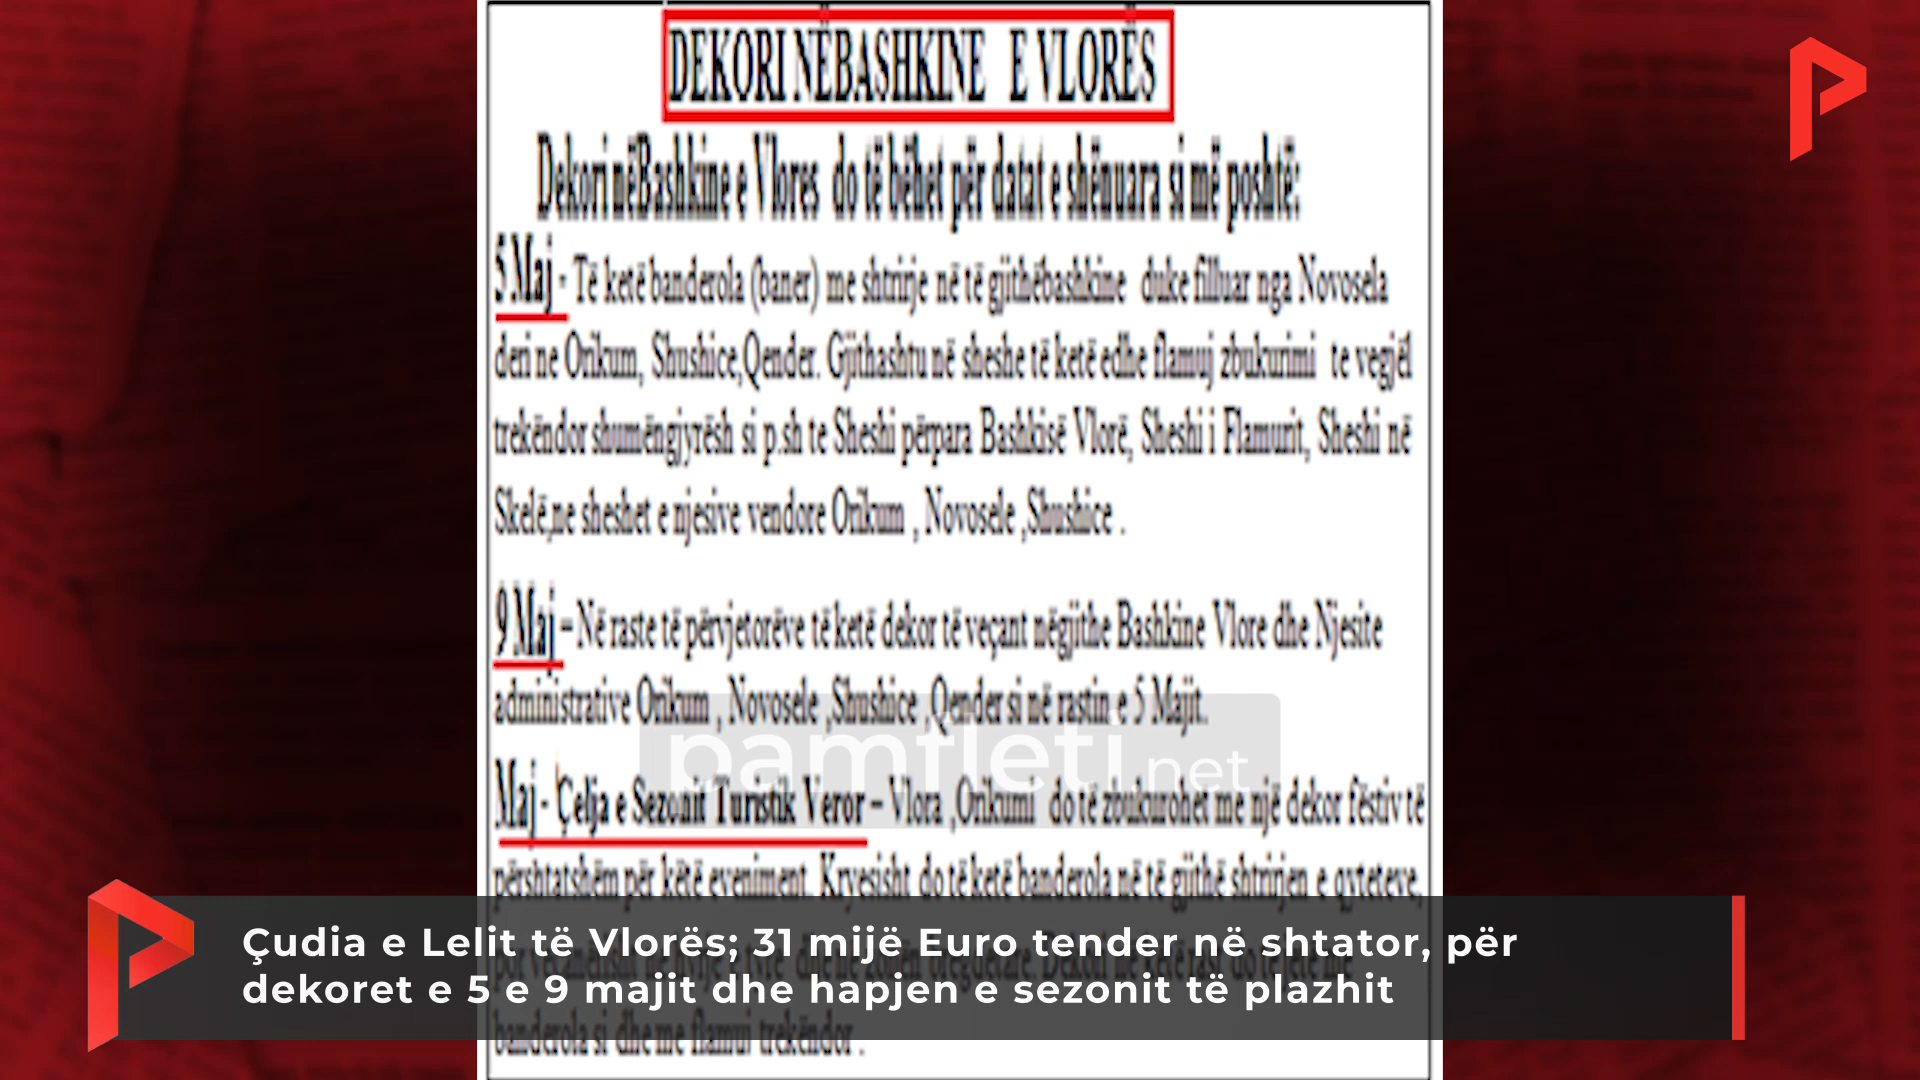 DEKORI NËBASHKINE E VLORËS
Dekori nëBashkine e Vlores do të bëhet për datat e shënuara si më poshtë:
5 Maj - Të ketë banderola (baner) me shtrirje në të gjithëbashkine duke filluar nga Novosela
deri ne Orikum, Shushice,Qender. Gjithashtu në sheshe të ketë edhe flamuj zbukurimi te vegjël
trekëndor shumëngjyrësh si p.sh te Sheshi përpara Bashkisë Vlorë, Sheshi i Flamurit, Sheshi në
Skelë,ne sheshet e njesive vendore Orikum , Novosele ,Shushice .
9 Maj – Në raste të përvjetorëve të ketë dekor të veçant nëgjithe Bashkine Vlore dhe Njesite
administrative Orikum , Novosele ,Shushice ,Qender si në rastin e 5 Majit.
pamfleti.net
Maj - Çelja e Sezonit Turistik Veror – Vlora ,Orikumi do të zbukurohet me një dekor fëstiv të
përshtatshëm për këtë eveniment. Kryesisht do të ketë banderola në të gjithë shtrirjen e qyteteve,
Çudia e Lelit të Vlorës; 31 mijë Euro tender në shtator, për
dekoret e 5 e 9 majit dhe hapjen e sezonit të plazhit
banderola si dhe me flamuj trekëndor .